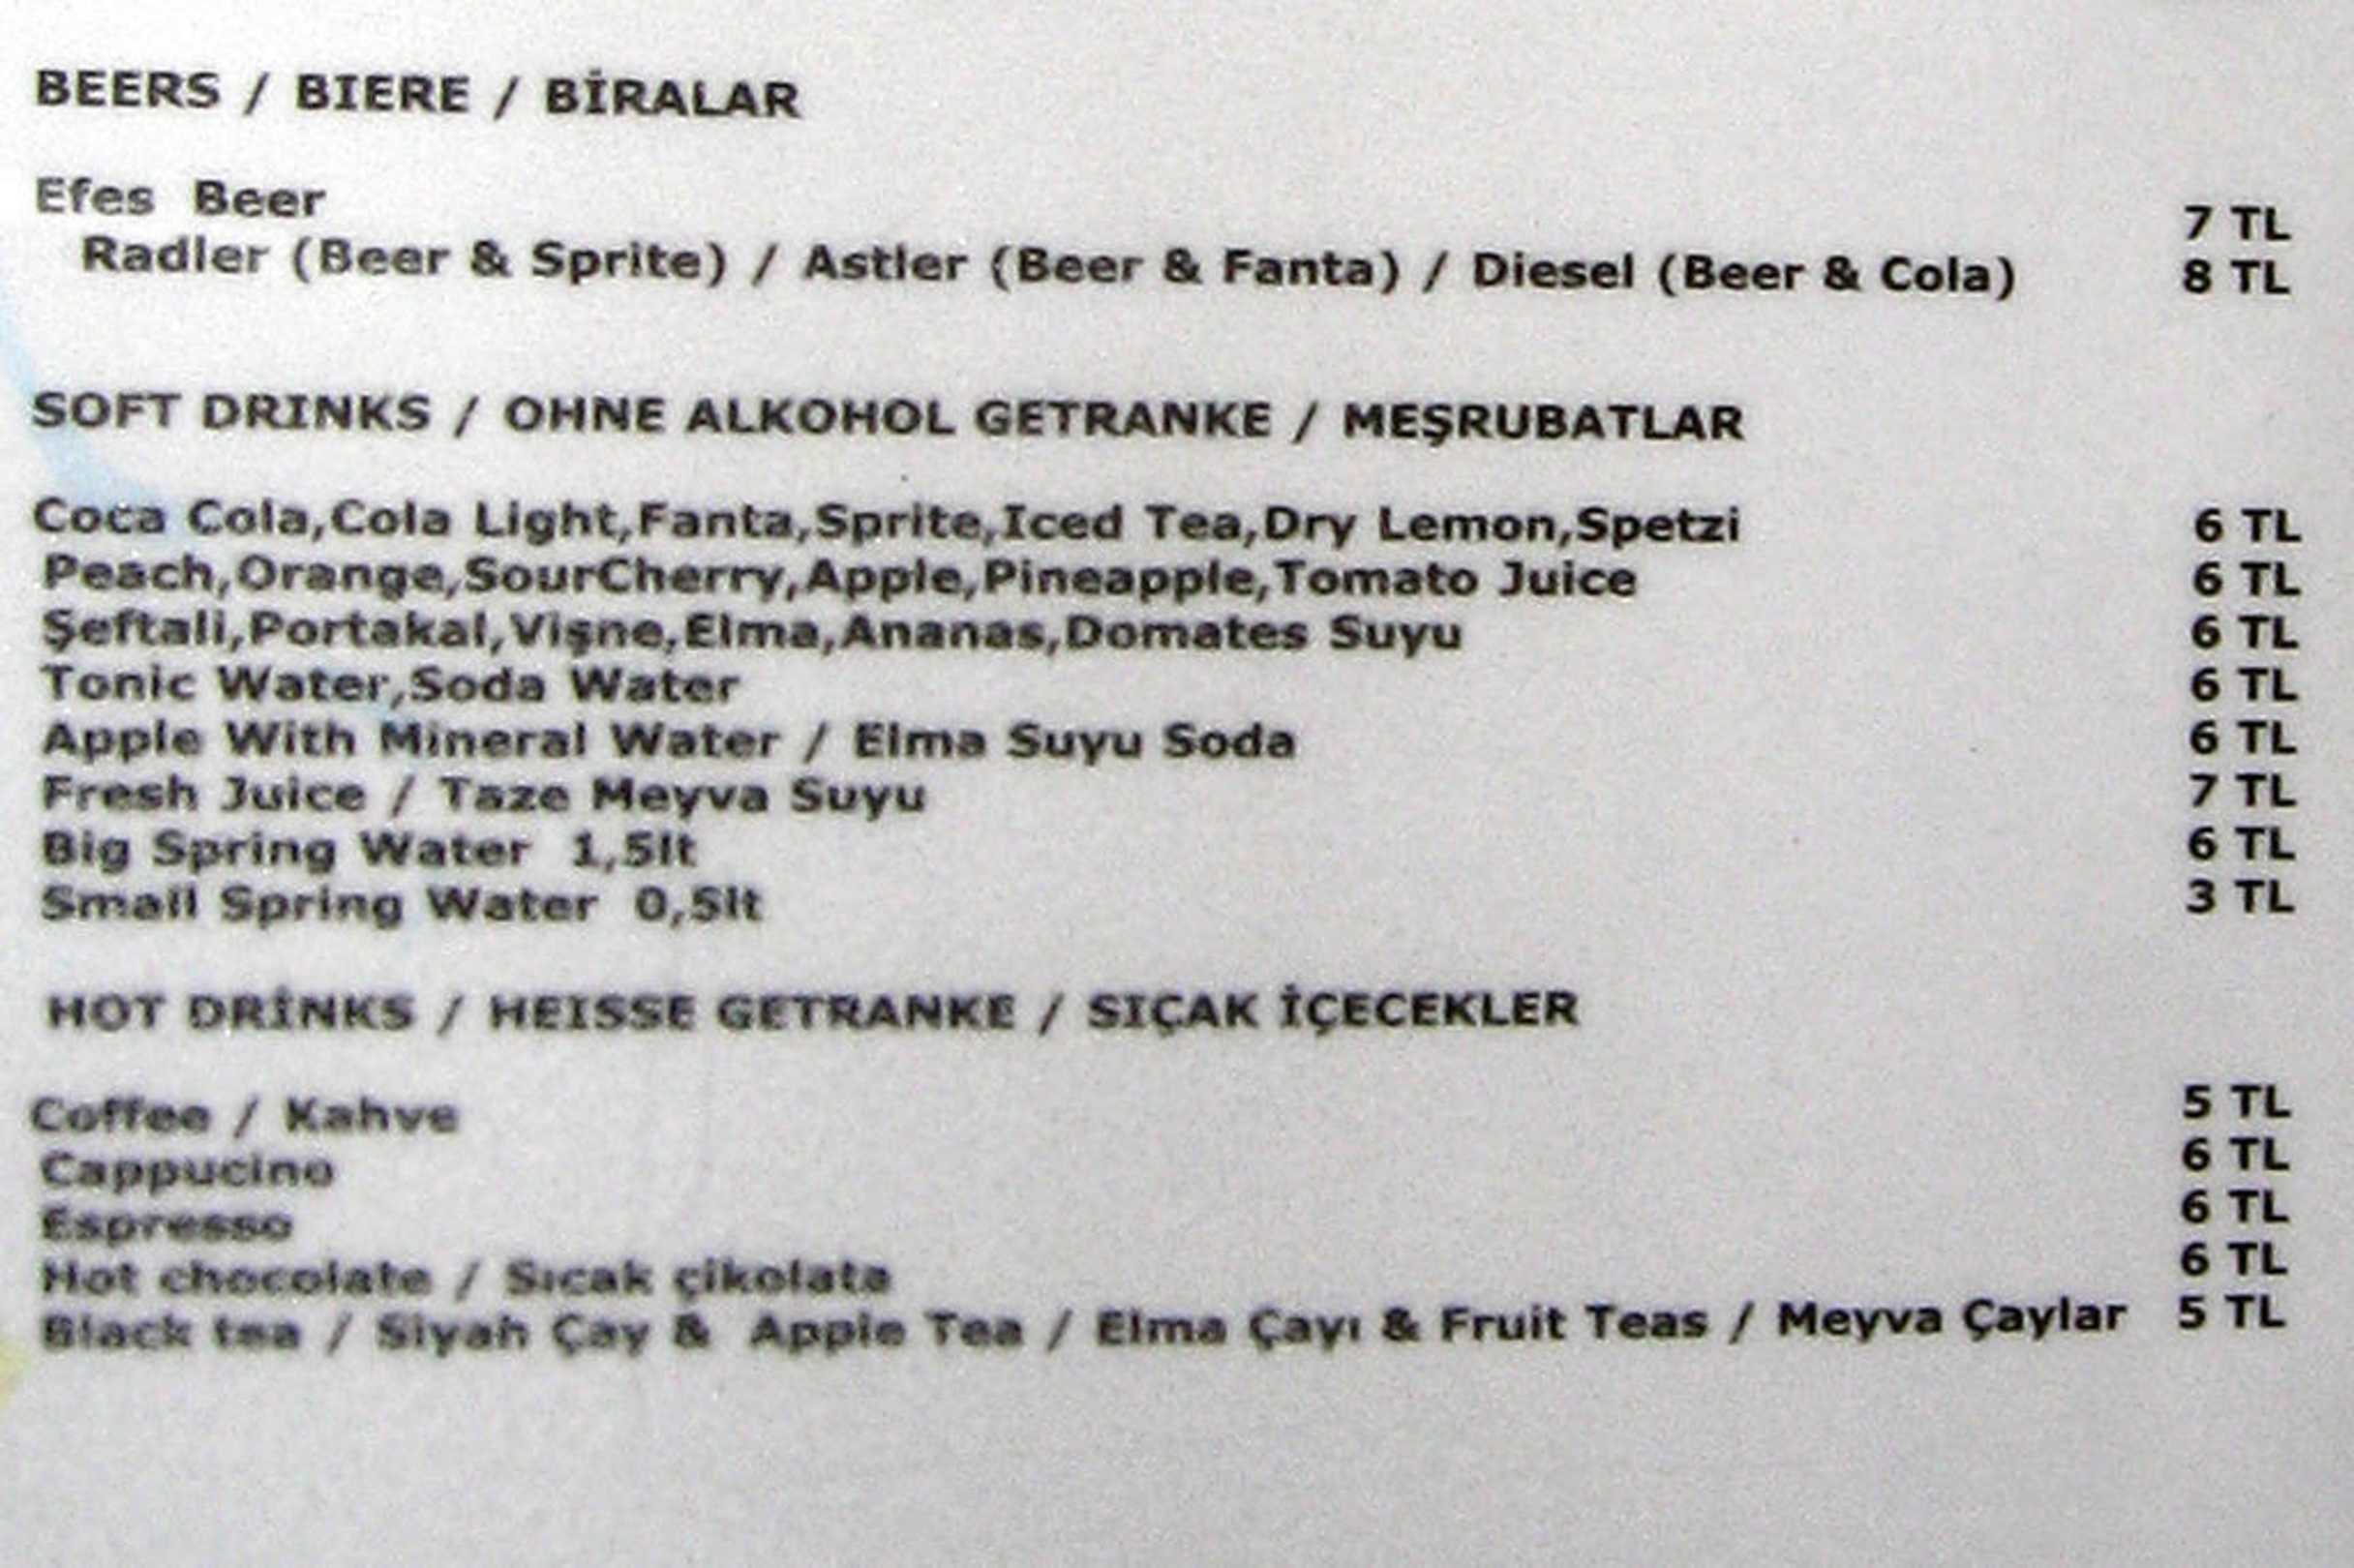 BEERS / BIERE / BİRALAR
Efes Beer 7 TL
Radler (Beer & Sprite) / Astler (Beer & Fanta) / Diesel (Beer & Cola) 8 TL
SOFT DRINKS / OHNE ALKOHOL GETRANKE / MEŞRUBATLAR
Coca Cola,Cola Light,Fanta,Sprite,Iced Tea,Dry Lemon,Spetzi 6 TL
Peach,Orange,SourCherry,Apple,Pineapple,Tomato Juice 6 TL
Şeftali,Portakal,Vişne,Elma,Ananas,Domates Suyu 6 TL
Tonic Water,Soda Water 6 TL
Apple With Mineral Water / Elma Suyu Soda 6 TL
Fresh Juice / Taze Meyva Suyu 7 TL
Big Spring Water 1,5lt 6 TL
Small Spring Water 0,5lt 3 TL
HOT DRİNKS / HEISSE GETRANKE / SIÇAK İÇECEKLER
Coffee / Kahve 5 TL
Cappucino 6 TL
Espresso 6 TL
Hot chocolate / Sıcak çikolata 6 TL
Black tea / Siyah Çay & Apple Tea / Elma Çayı & Fruit Teas / Meyva Çaylar 5 TL